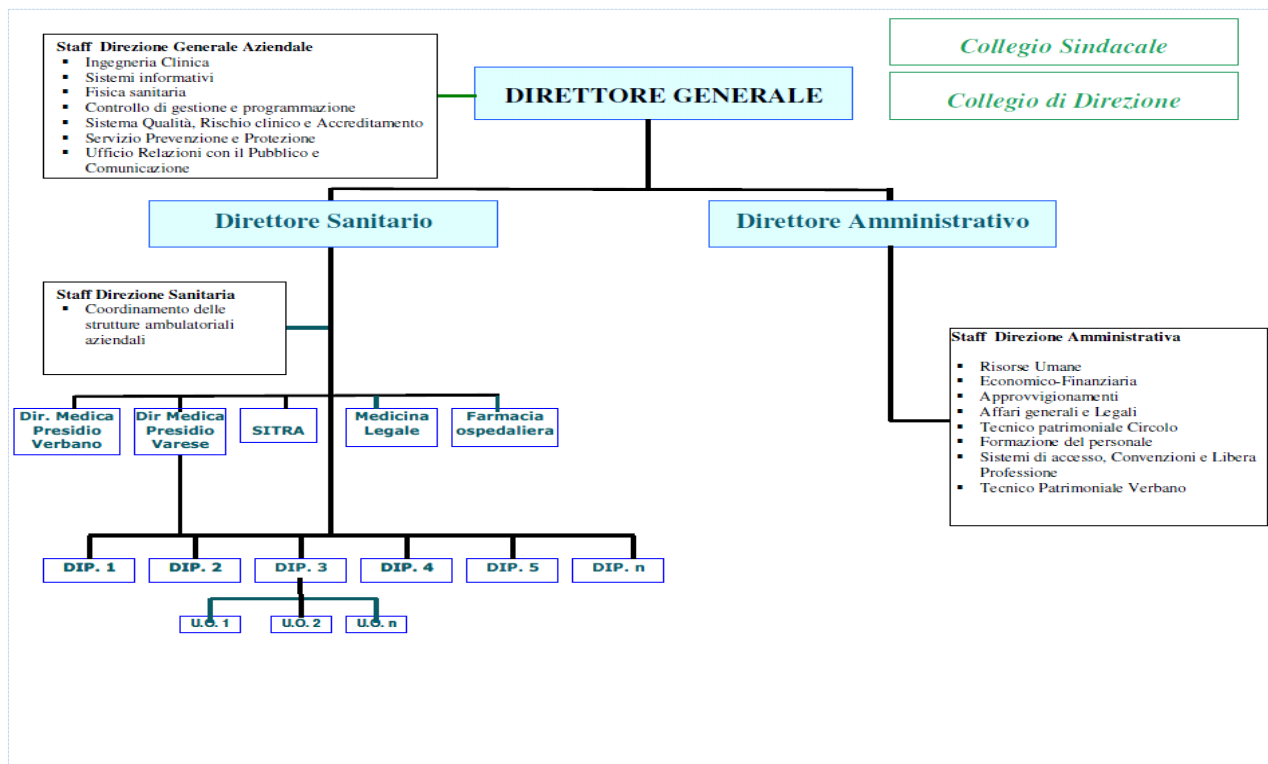 Staff Direzione Generale Aziendale
▪ Ingegneria Clinica
▪ Sistemi informativi
▪ Fisica sanitaria
▪ Controllo di gestione e programmazione
▪ Sistema Qualità, Rischio clinico e Accreditamento
▪ Servizio Prevenzione e Protezione
▪ Ufficio Relazioni con il Pubblico e
Comunicazione
DIRETTORE GENERALE
Collegio Sindacale
Collegio di Direzione
Direttore Sanitario
Direttore Amministrativo
Staff Direzione Sanitaria
▪ Coordinamento delle
strutture ambulatoriali
aziendali
Staff Direzione Amministrativa
▪ Risorse Umane
▪ Economico-Finanziaria
▪ Approvvigionamenti
▪ Affari generali e Legali
▪ Tecnico patrimoniale Circolo
▪ Formazione del personale
▪ Sistemi di accesso, Convenzioni e Libera
Professione
▪ Tecnico Patrimoniale Verbano
Dir. Medica
Presidio
Verbano
Dir Medica
Presidio
Varese
SITRA
Medicina
Legale
Farmacia
ospedaliera
DIP. 1
DIP. 2
DIP. 3
DIP. 4
DIP. 5
DIP. n
U.O. 1
U.O. 2
U.O. n